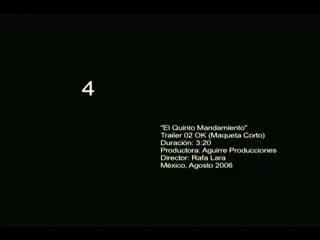 4
"El Quinto Mandamiento"
Trailer 02 OK (Maqueta Corto)
Duración: 3:20
Productora: Aguirre Producciones
Director: Rafa Lara
México, Agosto 2006